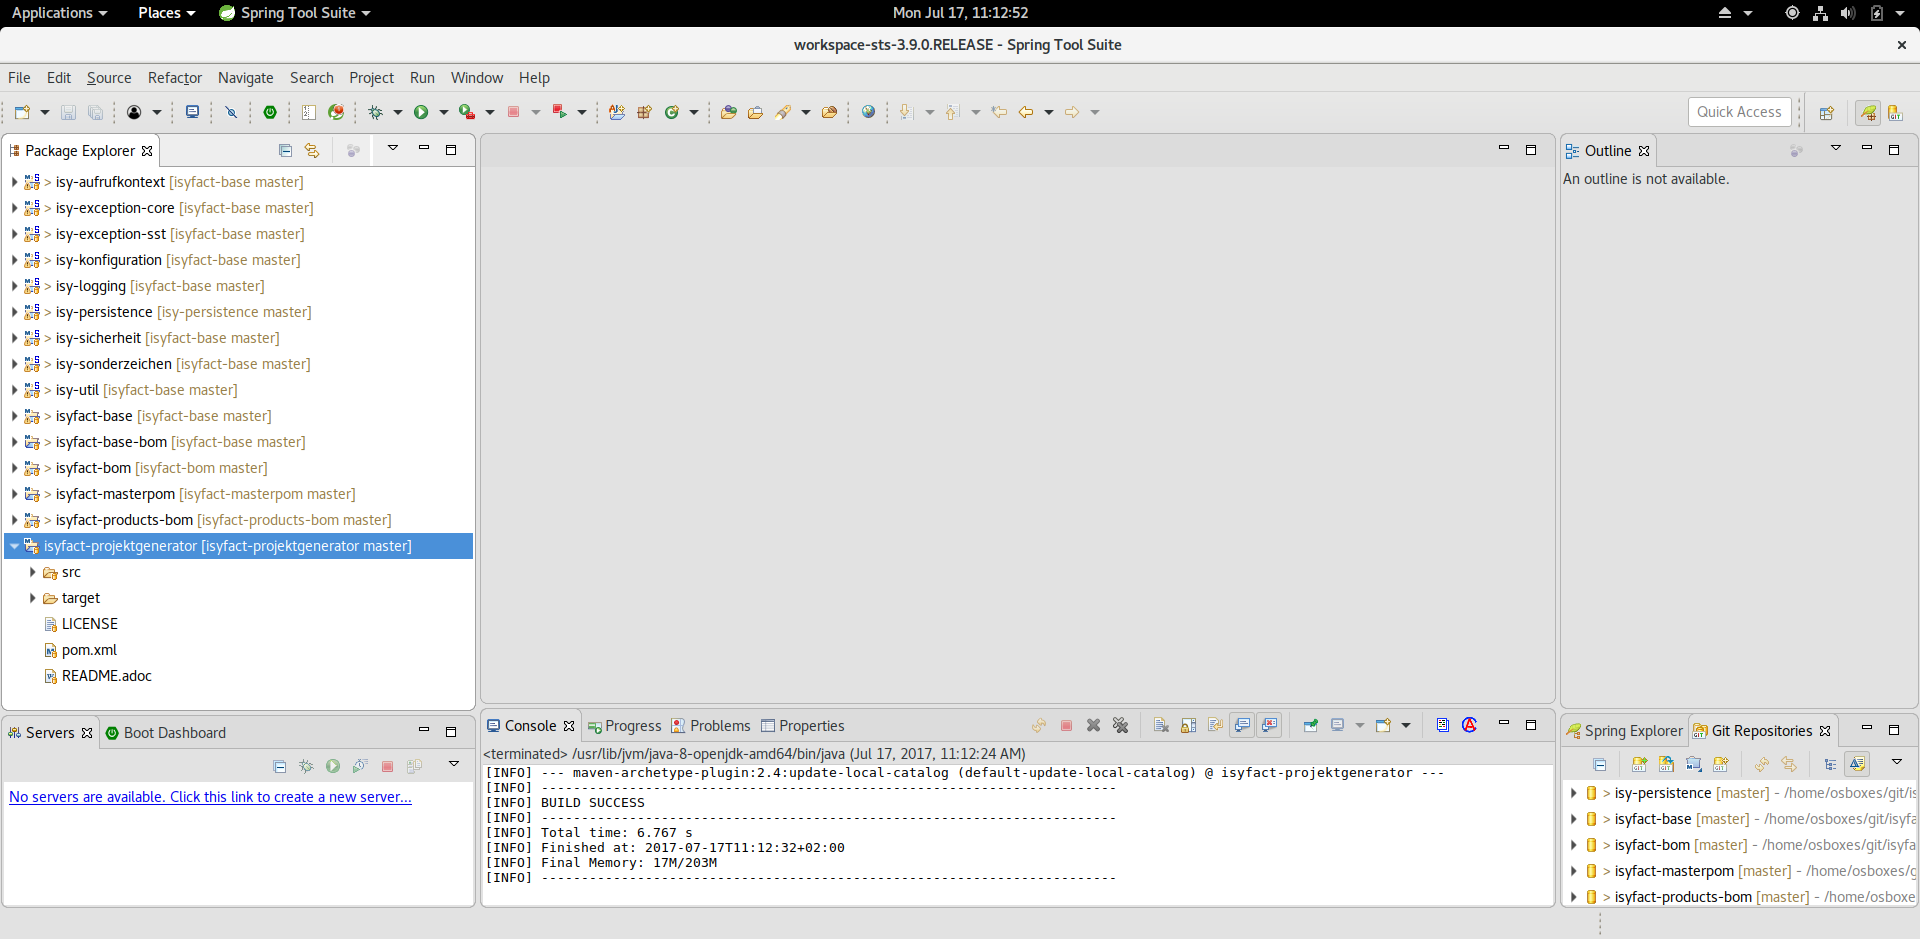 Applications Places Spring Tool Suite Mon Jul 17, 11:12:52
workspace-sts-3.9.0.RELEASE - Spring Tool Suite
File Edit Source Refactor Navigate Search Project Run Window Help
Quick Access
Package Explorer
> isy-aufrufkontext [isyfact-base master]
> isy-exception-core [isyfact-base master]
> isy-exception-sst [isyfact-base master]
> isy-konfiguration [isyfact-base master]
> isy-logging [isyfact-base master]
> isy-persistence [isy-persistence master]
> isy-sicherheit [isyfact-base master]
> isy-sonderzeichen [isyfact-base master]
> isy-util [isyfact-base master]
> isyfact-base [isyfact-base master]
> isyfact-base-bom [isyfact-base master]
> isyfact-bom [isyfact-bom master]
> isyfact-masterpom [isyfact-masterpom master]
> isyfact-products-bom [isyfact-products-bom master]
isyfact-projektgenerator [isyfact-projektgenerator master]
src
target
LICENSE
pom.xml
README.adoc
Outline
An outline is not available.
Servers Boot Dashboard
No servers are available. Click this link to create a new server...
Console Progress Problems Properties
<terminated> /usr/lib/jvm/java-8-openjdk-amd64/bin/java (Jul 17, 2017, 11:12:24 AM)
[INFO] --- maven-archetype-plugin:2.4:update-local-catalog (default-update-local-catalog) @ isyfact-projektgenerator ---
[INFO] ------------------------------------------------------------------------
[INFO] BUILD SUCCESS
[INFO] ------------------------------------------------------------------------
[INFO] Total time: 6.767 s
[INFO] Finished at: 2017-07-17T11:12:32+02:00
[INFO] Final Memory: 17M/203M
[INFO] ------------------------------------------------------------------------
Spring Explorer Git Repositories
> isy-persistence [master] - /home/osboxes/git/is
> isyfact-base [master] - /home/osboxes/git/isyfa
> isyfact-bom [master] - /home/osboxes/git/isyfa
> isyfact-masterpom [master] - /home/osboxes/g
> isyfact-products-bom [master] - /home/osboxe